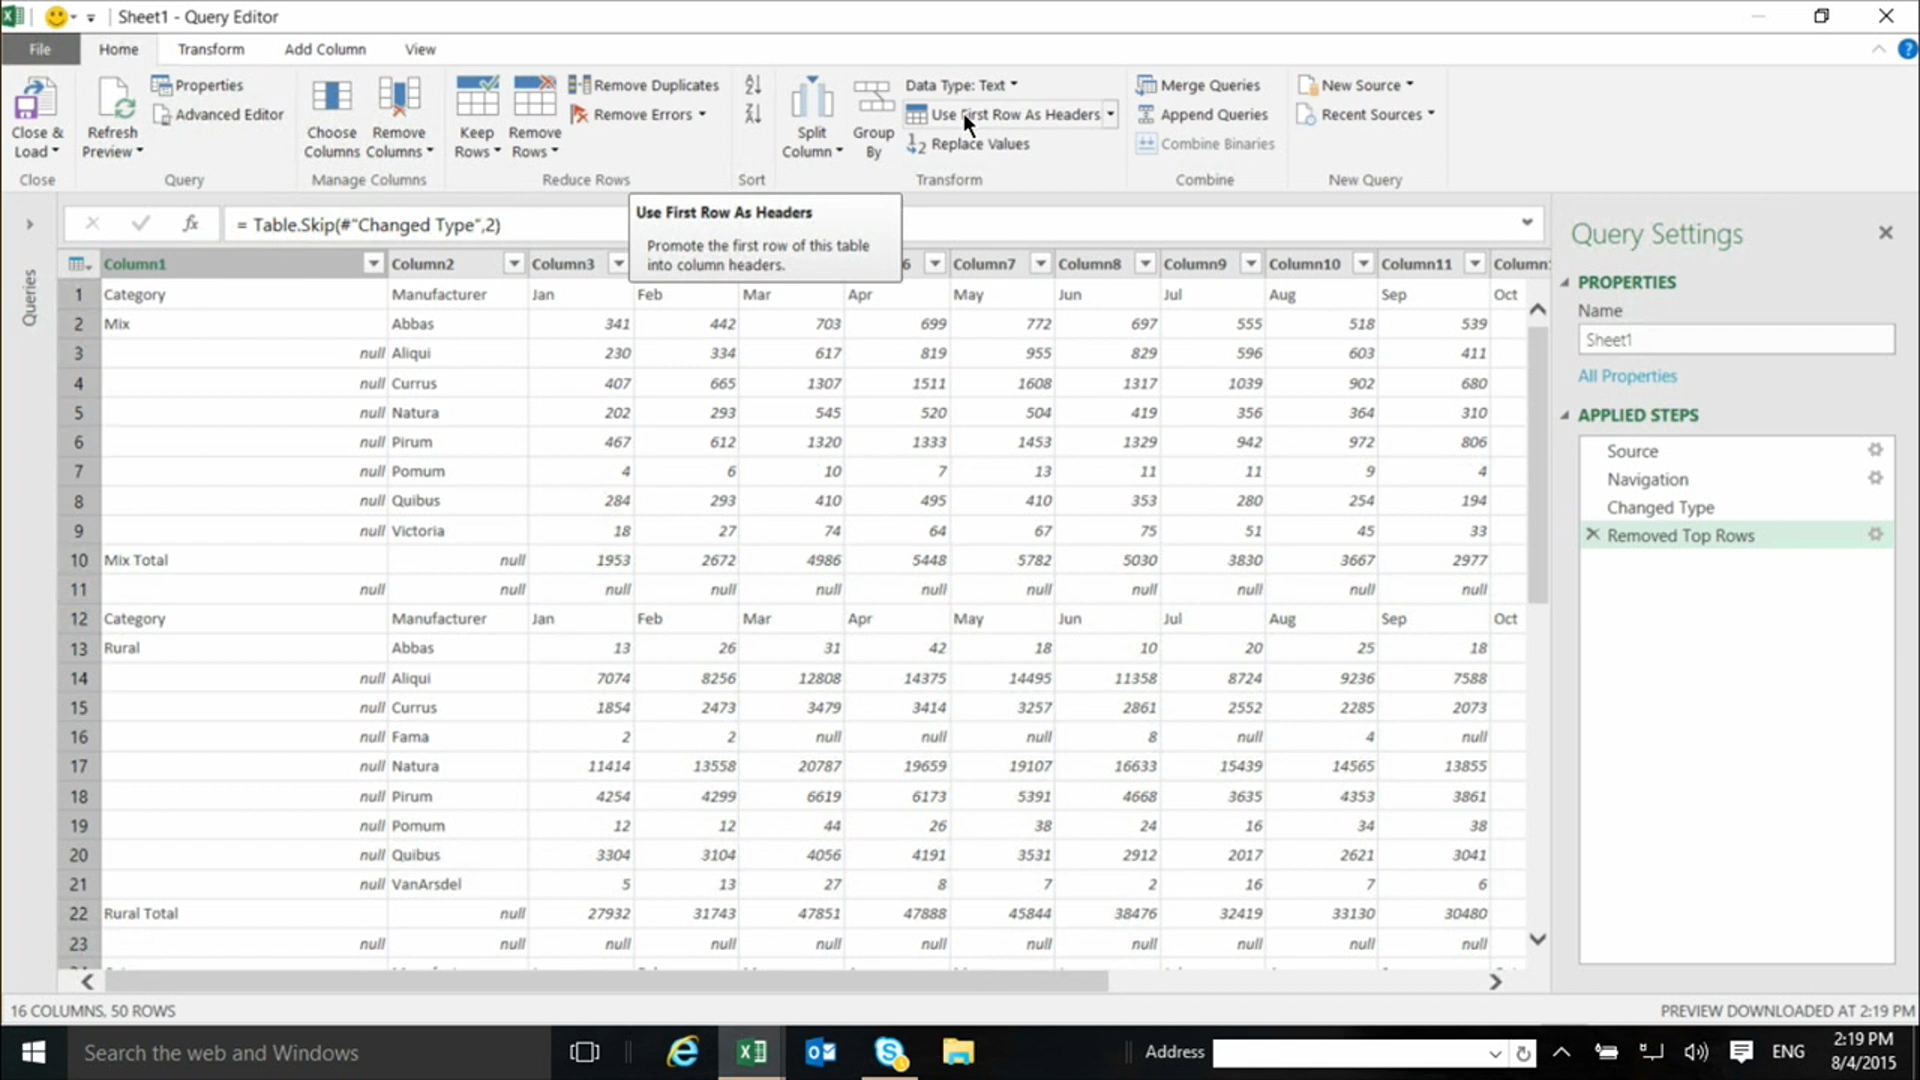 Sheet1 - Query Editor
File Home Transform Add Column View
Close & Load
Refresh Preview
Properties
Advanced Editor
Choose Columns
Remove Columns
Keep Rows
Remove Rows
Remove Duplicates
Remove Errors
Split Column
Group By
Data Type: Text
Use First Row As Headers
Replace Values
Merge Queries
Append Queries
Combine Binaries
New Source
Recent Sources
Close Query Manage Columns Reduce Rows Sort Transform Combine New Query
fx = Table.Skip(#"Changed Type",2)
Use First Row As Headers
Promote the first row of this table
into column headers.
Queries
Column1 Column2 Column3 6 Column7 Column8 Column9 Column10 Column11
1 Category Manufacturer Jan Feb Mar Apr May Jun Jul Aug Sep Oct
2 Mix Abbas 341 442 703 699 772 697 555 518 539
3 null Aliqui 230 334 617 819 955 829 596 603 411
4 null Currus 407 665 1307 1511 1608 1317 1039 902 680
5 null Natura 202 293 545 520 504 419 356 364 310
6 null Pirum 467 612 1320 1333 1453 1329 942 972 806
7 null Pomum 4 6 10 7 13 11 11 9 4
8 null Quibus 284 293 410 495 410 353 280 254 194
9 null Victoria 18 27 74 64 67 75 51 45 33
10 Mix Total null 1953 2672 4986 5448 5782 5030 3830 3667 2977
11 null null null null null null null null null null null
12 Category Manufacturer Jan Feb Mar Apr May Jun Jul Aug Sep Oct
13 Rural Abbas 13 26 31 42 18 10 20 25 18
14 null Aliqui 7074 8256 12808 14375 14495 11358 8724 9236 7588
15 null Currus 1854 2473 3479 3414 3257 2861 2552 2285 2073
16 null Fama 2 2 null null null 8 null 4 null
17 null Natura 11414 13558 20787 19659 19107 16633 15439 14565 13855
18 null Pirum 4254 4299 6619 6173 5391 4668 3635 4353 3861
19 null Pomum 12 12 44 26 38 24 16 34 38
20 null Quibus 3304 3104 4056 4191 3531 2912 2017 2621 3041
21 null VanArsdel 5 13 27 8 7 2 16 7 6
22 Rural Total null 27932 31743 47851 47888 45844 38476 32419 33130 30480
23 null null null null null null null null null null null
Query Settings
PROPERTIES
Name
Sheet1
All Properties
APPLIED STEPS
Source
Navigation
Changed Type
Removed Top Rows
16 COLUMNS, 50 ROWS
PREVIEW DOWNLOADED AT 2:19 PM
Search the web and Windows
Address
ENG
2:19 PM
8/4/2015